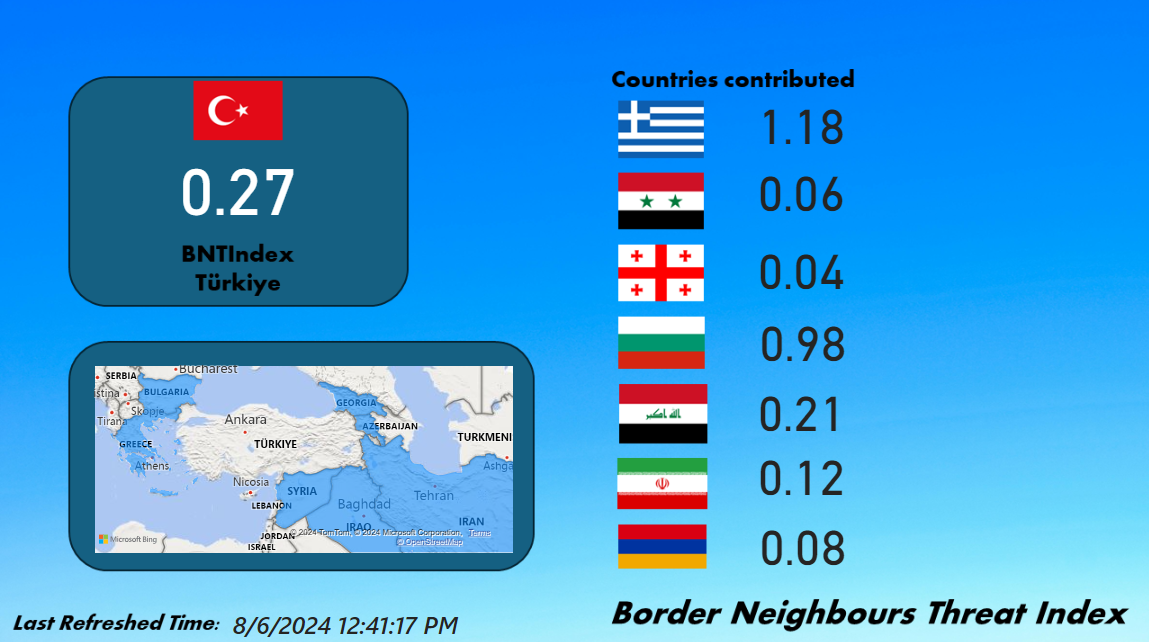 Countries contributed
0.27
BNTIndex
Türkiye
1.18
0.06
0.04
0.98
0.21
0.12
0.08
الله اكبر
SERBIA
Bucharest
BULGARIA
ština
Skopje
Tirana
GREECE
Athens
Ankara
TÜRKIYE
GEORGIA
AZERBAIJAN
TURKMENI
Ashga
Nicosia
SYRIA
LEBANON
Baghdad
Tehran
IRAQ
IRAN
JORDAN
ISRAEL
Microsoft Bing
© 2024 TomTom, © 2024 Microsoft Corporation, Terms
© OpenStreetMap
Border Neighbours Threat Index
Last Refreshed Time: 8/6/2024 12:41:17 PM